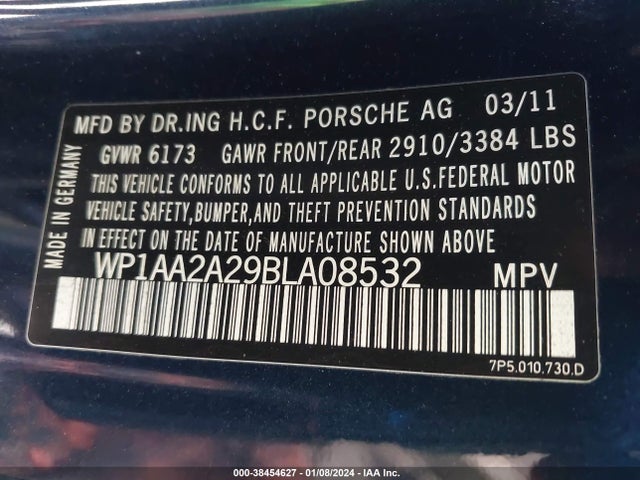 MFD BY DR.ING H.C.F. PORSCHE AG 03/11
GVWR 6173 GAWR FRONT/REAR 2910/3384 LBS
THIS VEHICLE CONFORMS TO ALL APPLICABLE U.S.FEDERAL MOTOR
VEHICLE SAFETY,BUMPER,AND THEFT PREVENTION STANDARDS
IN EFFECT ON THE DATE OF MANUFACTURE SHOWN ABOVE
WP1AA2A29BLA08532 MPV
MADE IN GERMANY
7P5.010.730.D
000-38454627 - 01/08/2024 - IAA Inc.